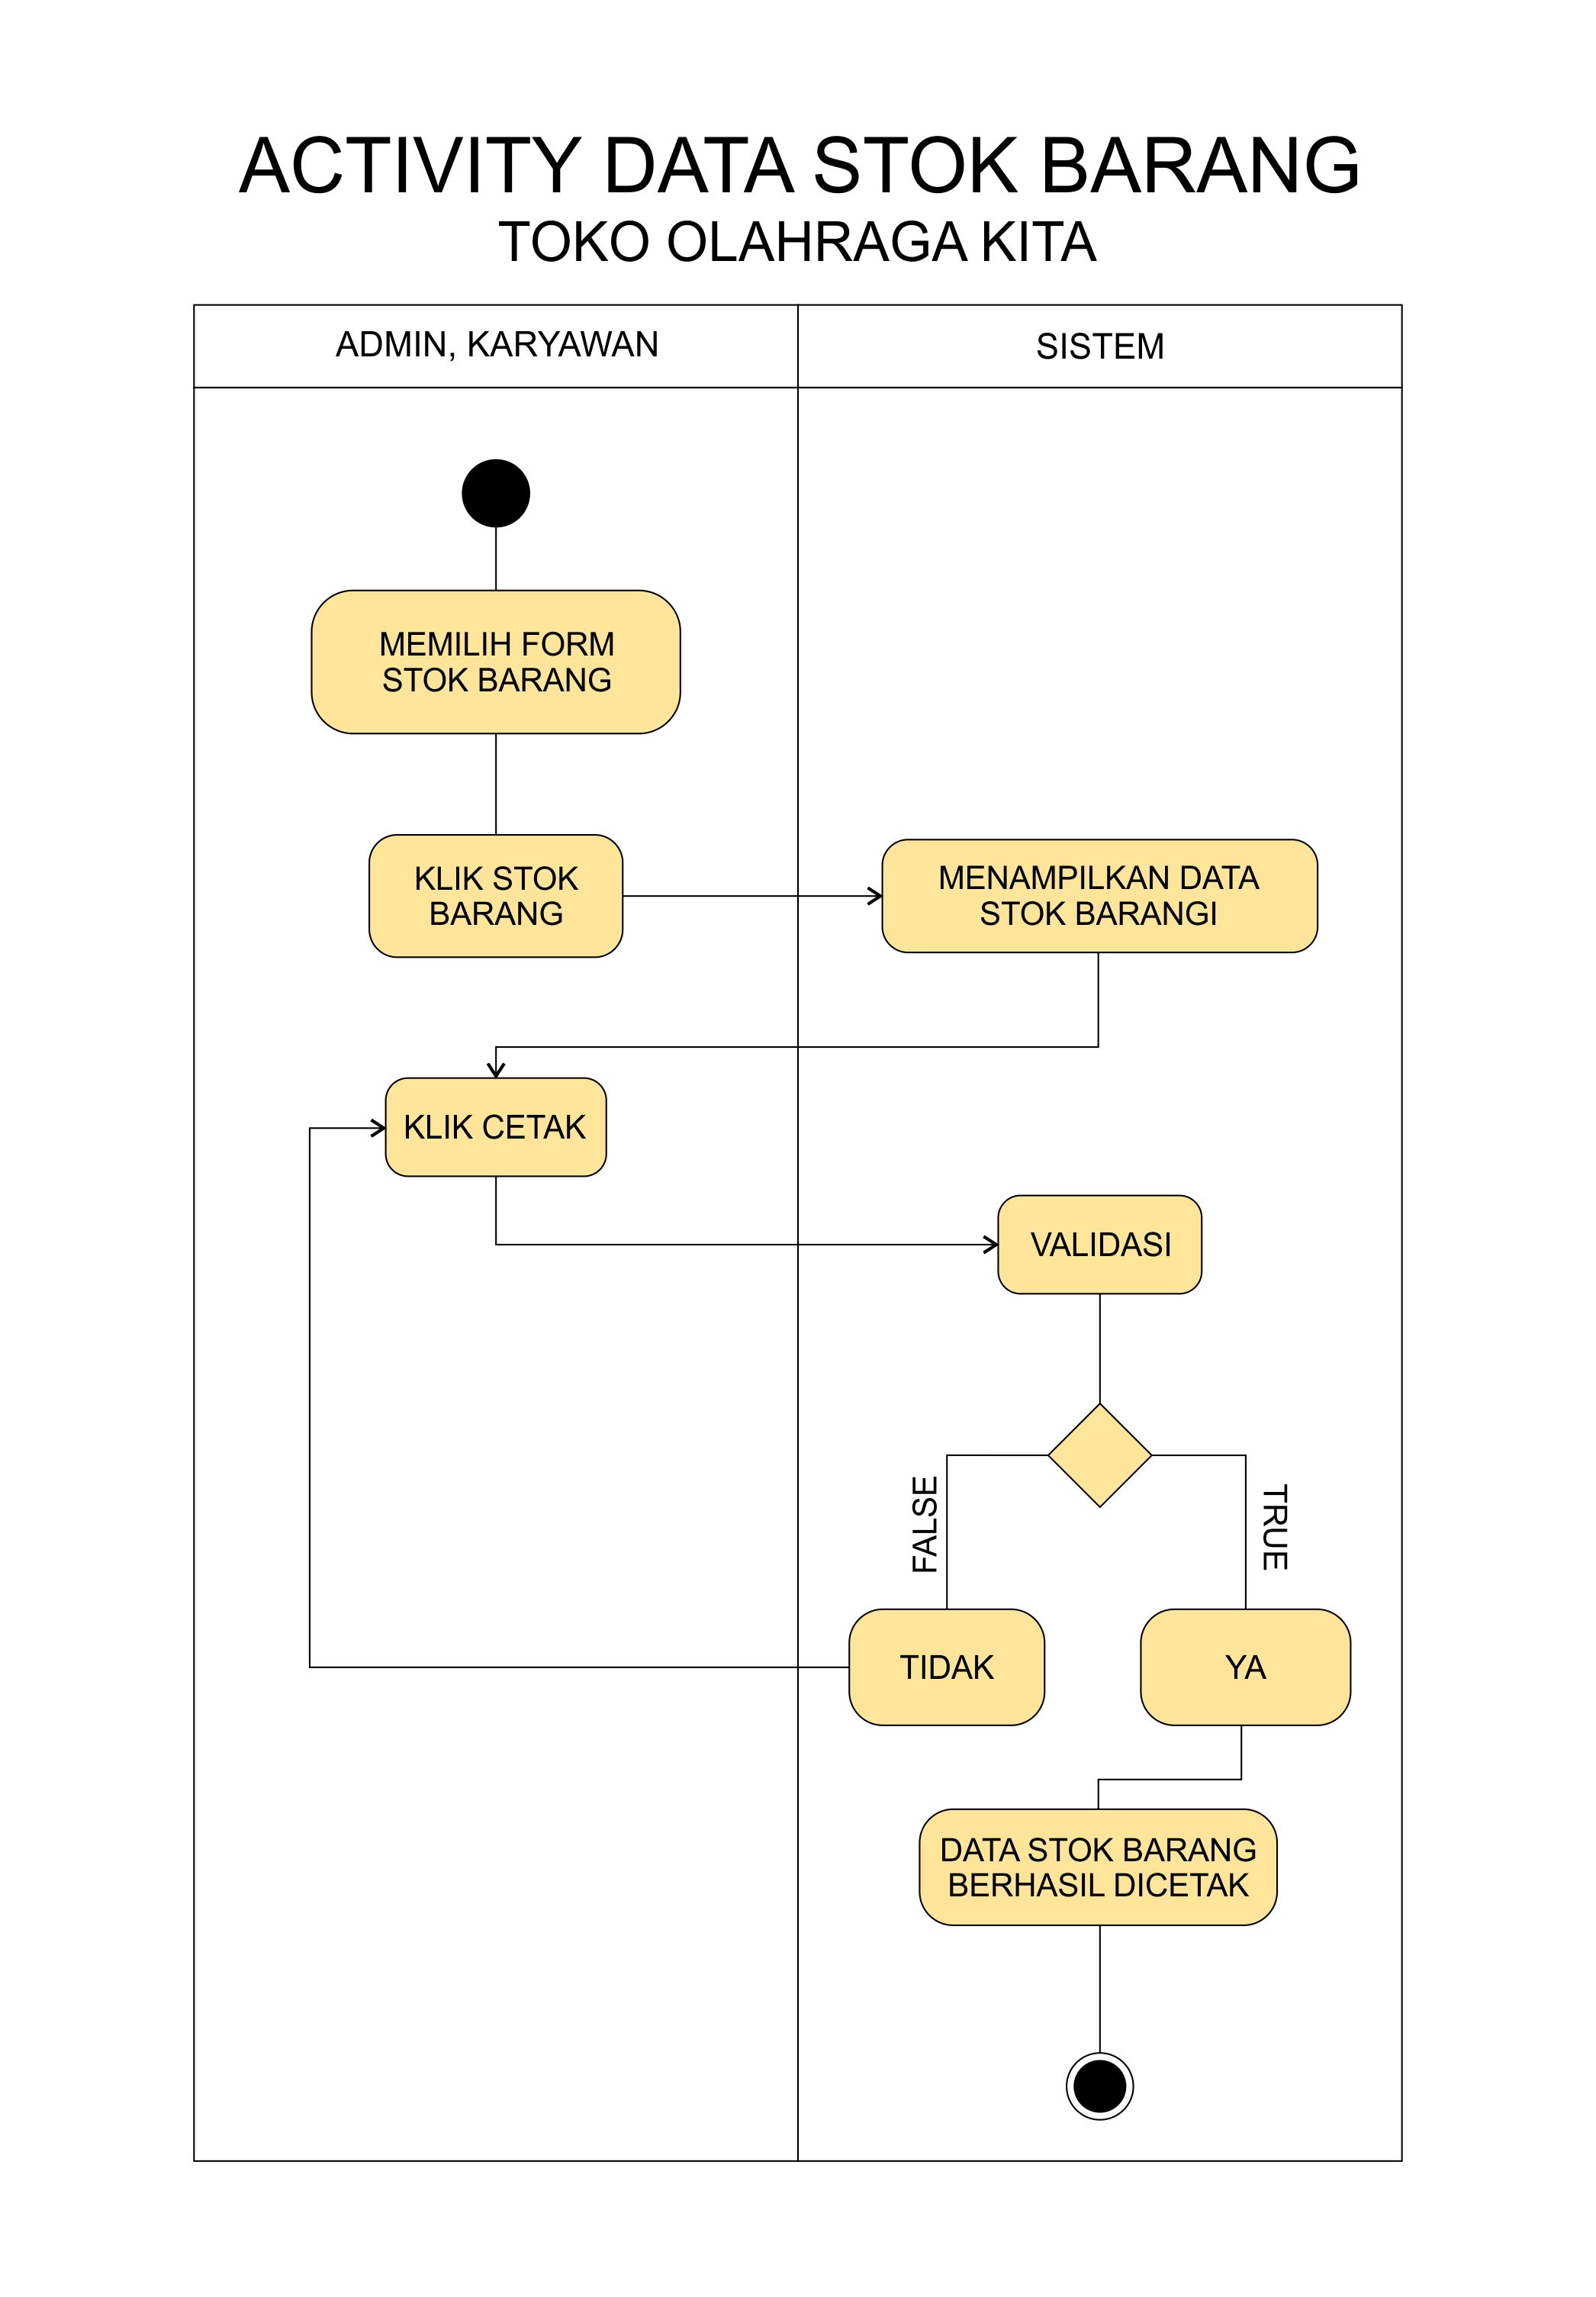 ACTIVITY DATA STOK BARANG
TOKO OLAHRAGA KITA
ADMIN, KARYAWAN
SISTEM
MEMILIH FORM
STOK BARANG
KLIK STOK
BARANG
MENAMPILKAN DATA
STOK BARANGI
KLIK CETAK
VALIDASI
FALSE
TRUE
TIDAK
YA
DATA STOK BARANG
BERHASIL DICETAK